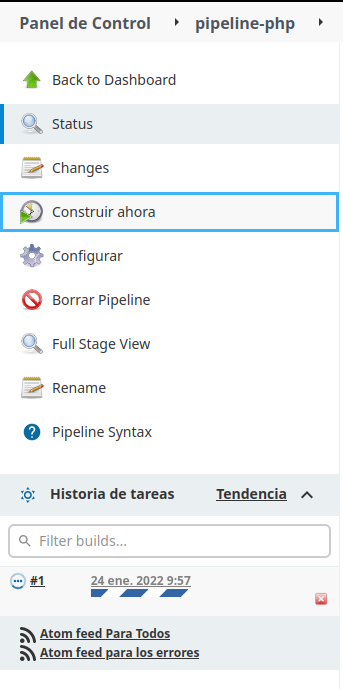 Panel de Control pipeline-php
Back to Dashboard
Status
Changes
Construir ahora
Configurar
Borrar Pipeline
Full Stage View
Rename
Pipeline Syntax
Historia de tareas Tendencia
Filter builds...
#1 24 ene. 2022 9:57
Atom feed Para Todos
Atom feed para los errores